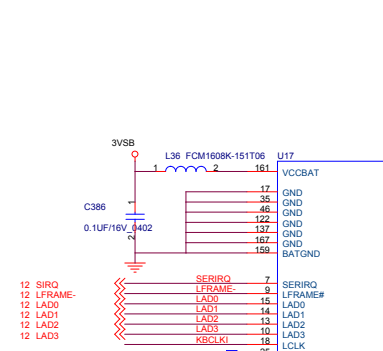 3VSB
L36 FCM1608K-151T06 U17
1 2 161 VCCBAT
17 GND
35 GND
46 GND
C386 1 122 GND
0.1UF/16V_0402 137 GND
2 167 GND
159 BATGND
12 SIRQ SERIRQ 7 SERIRQ
12 LFRAME- LFRAME- 9 LFRAME#
12 LAD0 LAD0 15 LAD0
12 LAD1 LAD1 14 LAD1
12 LAD2 LAD2 13 LAD2
12 LAD3 LAD3 10 LAD3
KBCLKI 18 LCLK